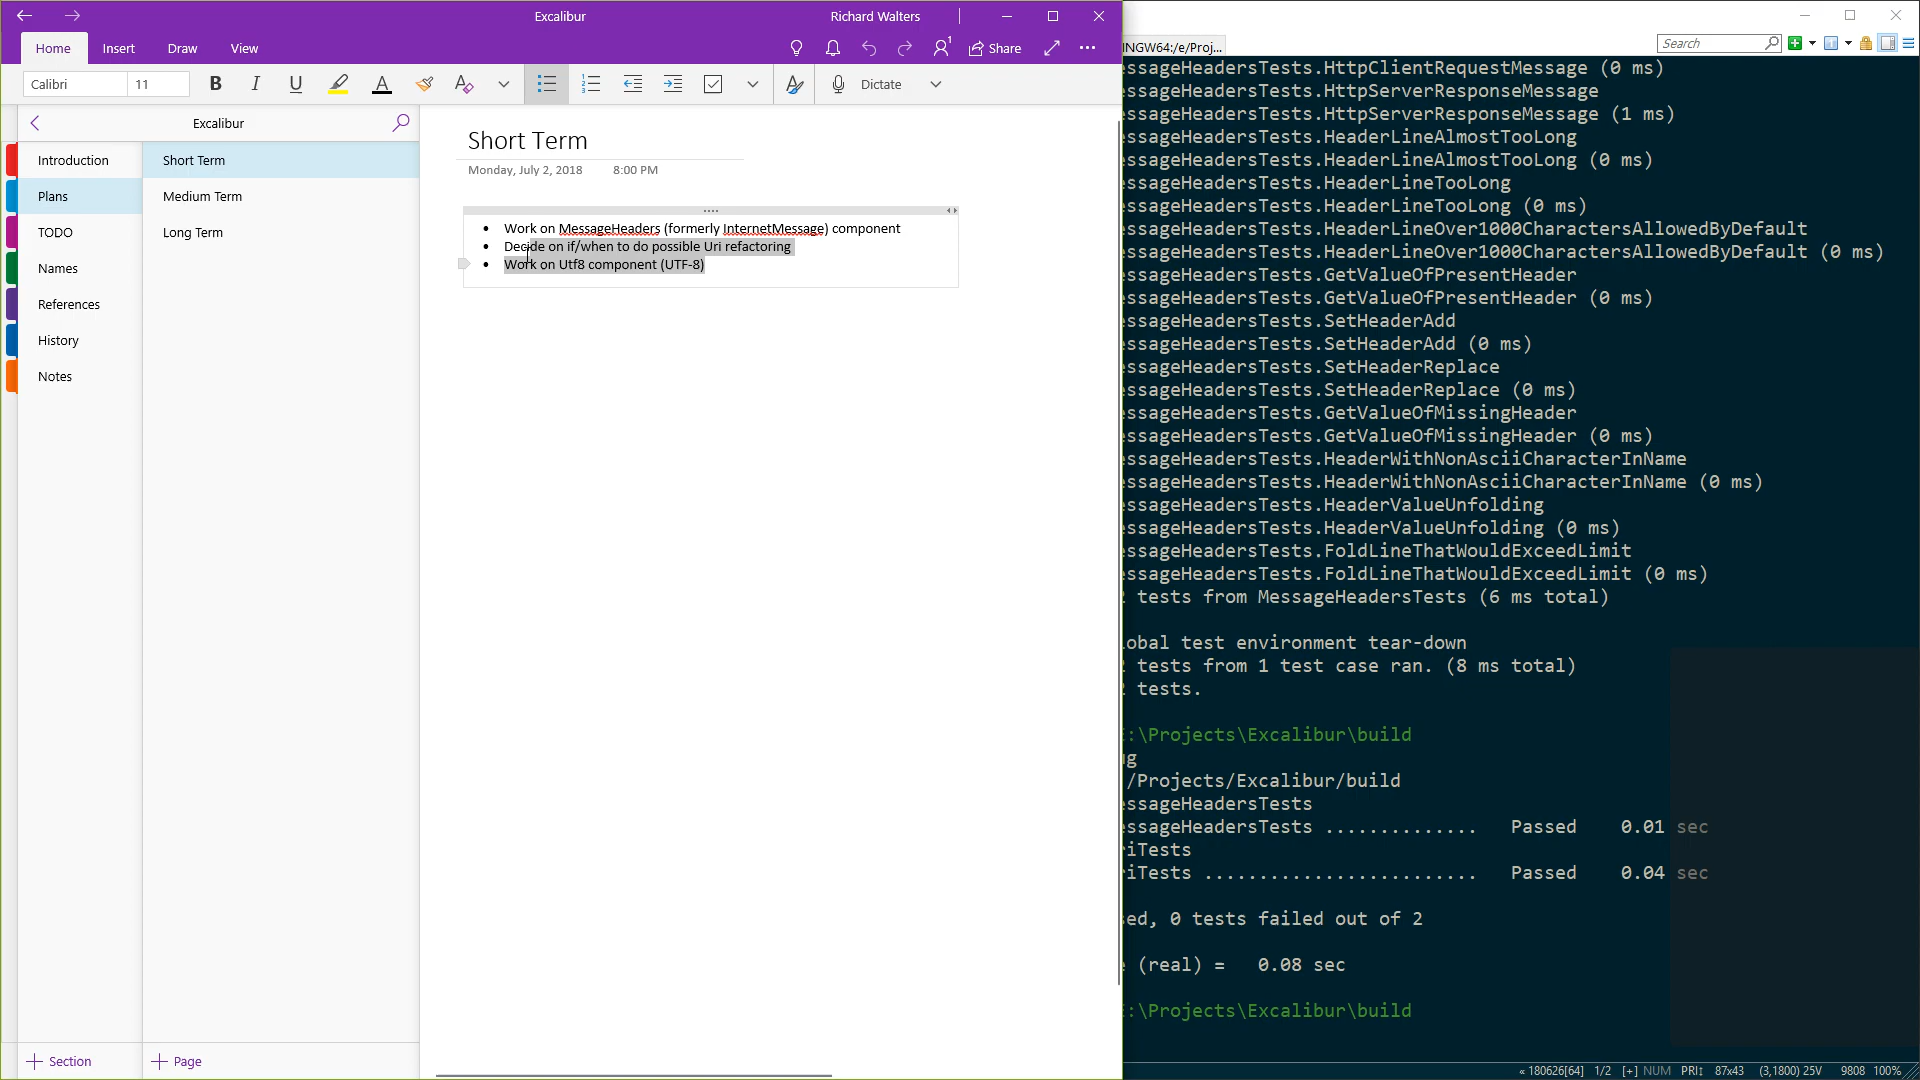 Excalibur
Richard Walters
Home
Insert
Draw
View
Share
Calibri
11
B
I
U
Dictate
Excalibur
Introduction
Plans
TODO
Names
References
History
Notes
Short Term
Medium Term
Long Term
Section
Page
Short Term
Monday, July 2, 2018 8:00 PM
• Work on MessageHeaders (formerly InternetMessage) component
• Decide on if/when to do possible Uri refactoring
• Work on Utf8 component (UTF-8)
INGW64:/e/Proj...
Search
essageHeadersTests.HttpClientRequestMessage (0 ms)
essageHeadersTests.HttpServerResponseMessage
essageHeadersTests.HttpServerResponseMessage (1 ms)
essageHeadersTests.HeaderLineAlmostTooLong
essageHeadersTests.HeaderLineAlmostTooLong (0 ms)
essageHeadersTests.HeaderLineTooLong
essageHeadersTests.HeaderLineTooLong (0 ms)
essageHeadersTests.HeaderLineOver1000CharactersAllowedByDefault
essageHeadersTests.HeaderLineOver1000CharactersAllowedByDefault (0 ms)
essageHeadersTests.GetValueOfPresentHeader
essageHeadersTests.GetValueOfPresentHeader (0 ms)
essageHeadersTests.SetHeaderAdd
essageHeadersTests.SetHeaderAdd (0 ms)
essageHeadersTests.SetHeaderReplace
essageHeadersTests.SetHeaderReplace (0 ms)
essageHeadersTests.GetValueOfMissingHeader
essageHeadersTests.GetValueOfMissingHeader (0 ms)
essageHeadersTests.HeaderWithNonAsciiCharacterInName
essageHeadersTests.HeaderWithNonAsciiCharacterInName (0 ms)
essageHeadersTests.HeaderValueUnfolding
essageHeadersTests.HeaderValueUnfolding (0 ms)
essageHeadersTests.FoldLineThatWouldExceedLimit
essageHeadersTests.FoldLineThatWouldExceedLimit (0 ms)
tests from MessageHeadersTests (6 ms total)
obal test environment tear-down
tests from 1 test case ran. (8 ms total)
tests.
:\Projects\Excalibur\build
g
/Projects/Excalibur/build
essageHeadersTests
essageHeadersTests .............. Passed 0.01 sec
riTests
riTests ......................... Passed 0.04 sec
ed, 0 tests failed out of 2
(real) = 0.08 sec
:\Projects\Excalibur\build
« 180626[64] 1/2 [+] NUM PRI↕ 87x43 (3,1800) 25V 9808 100%